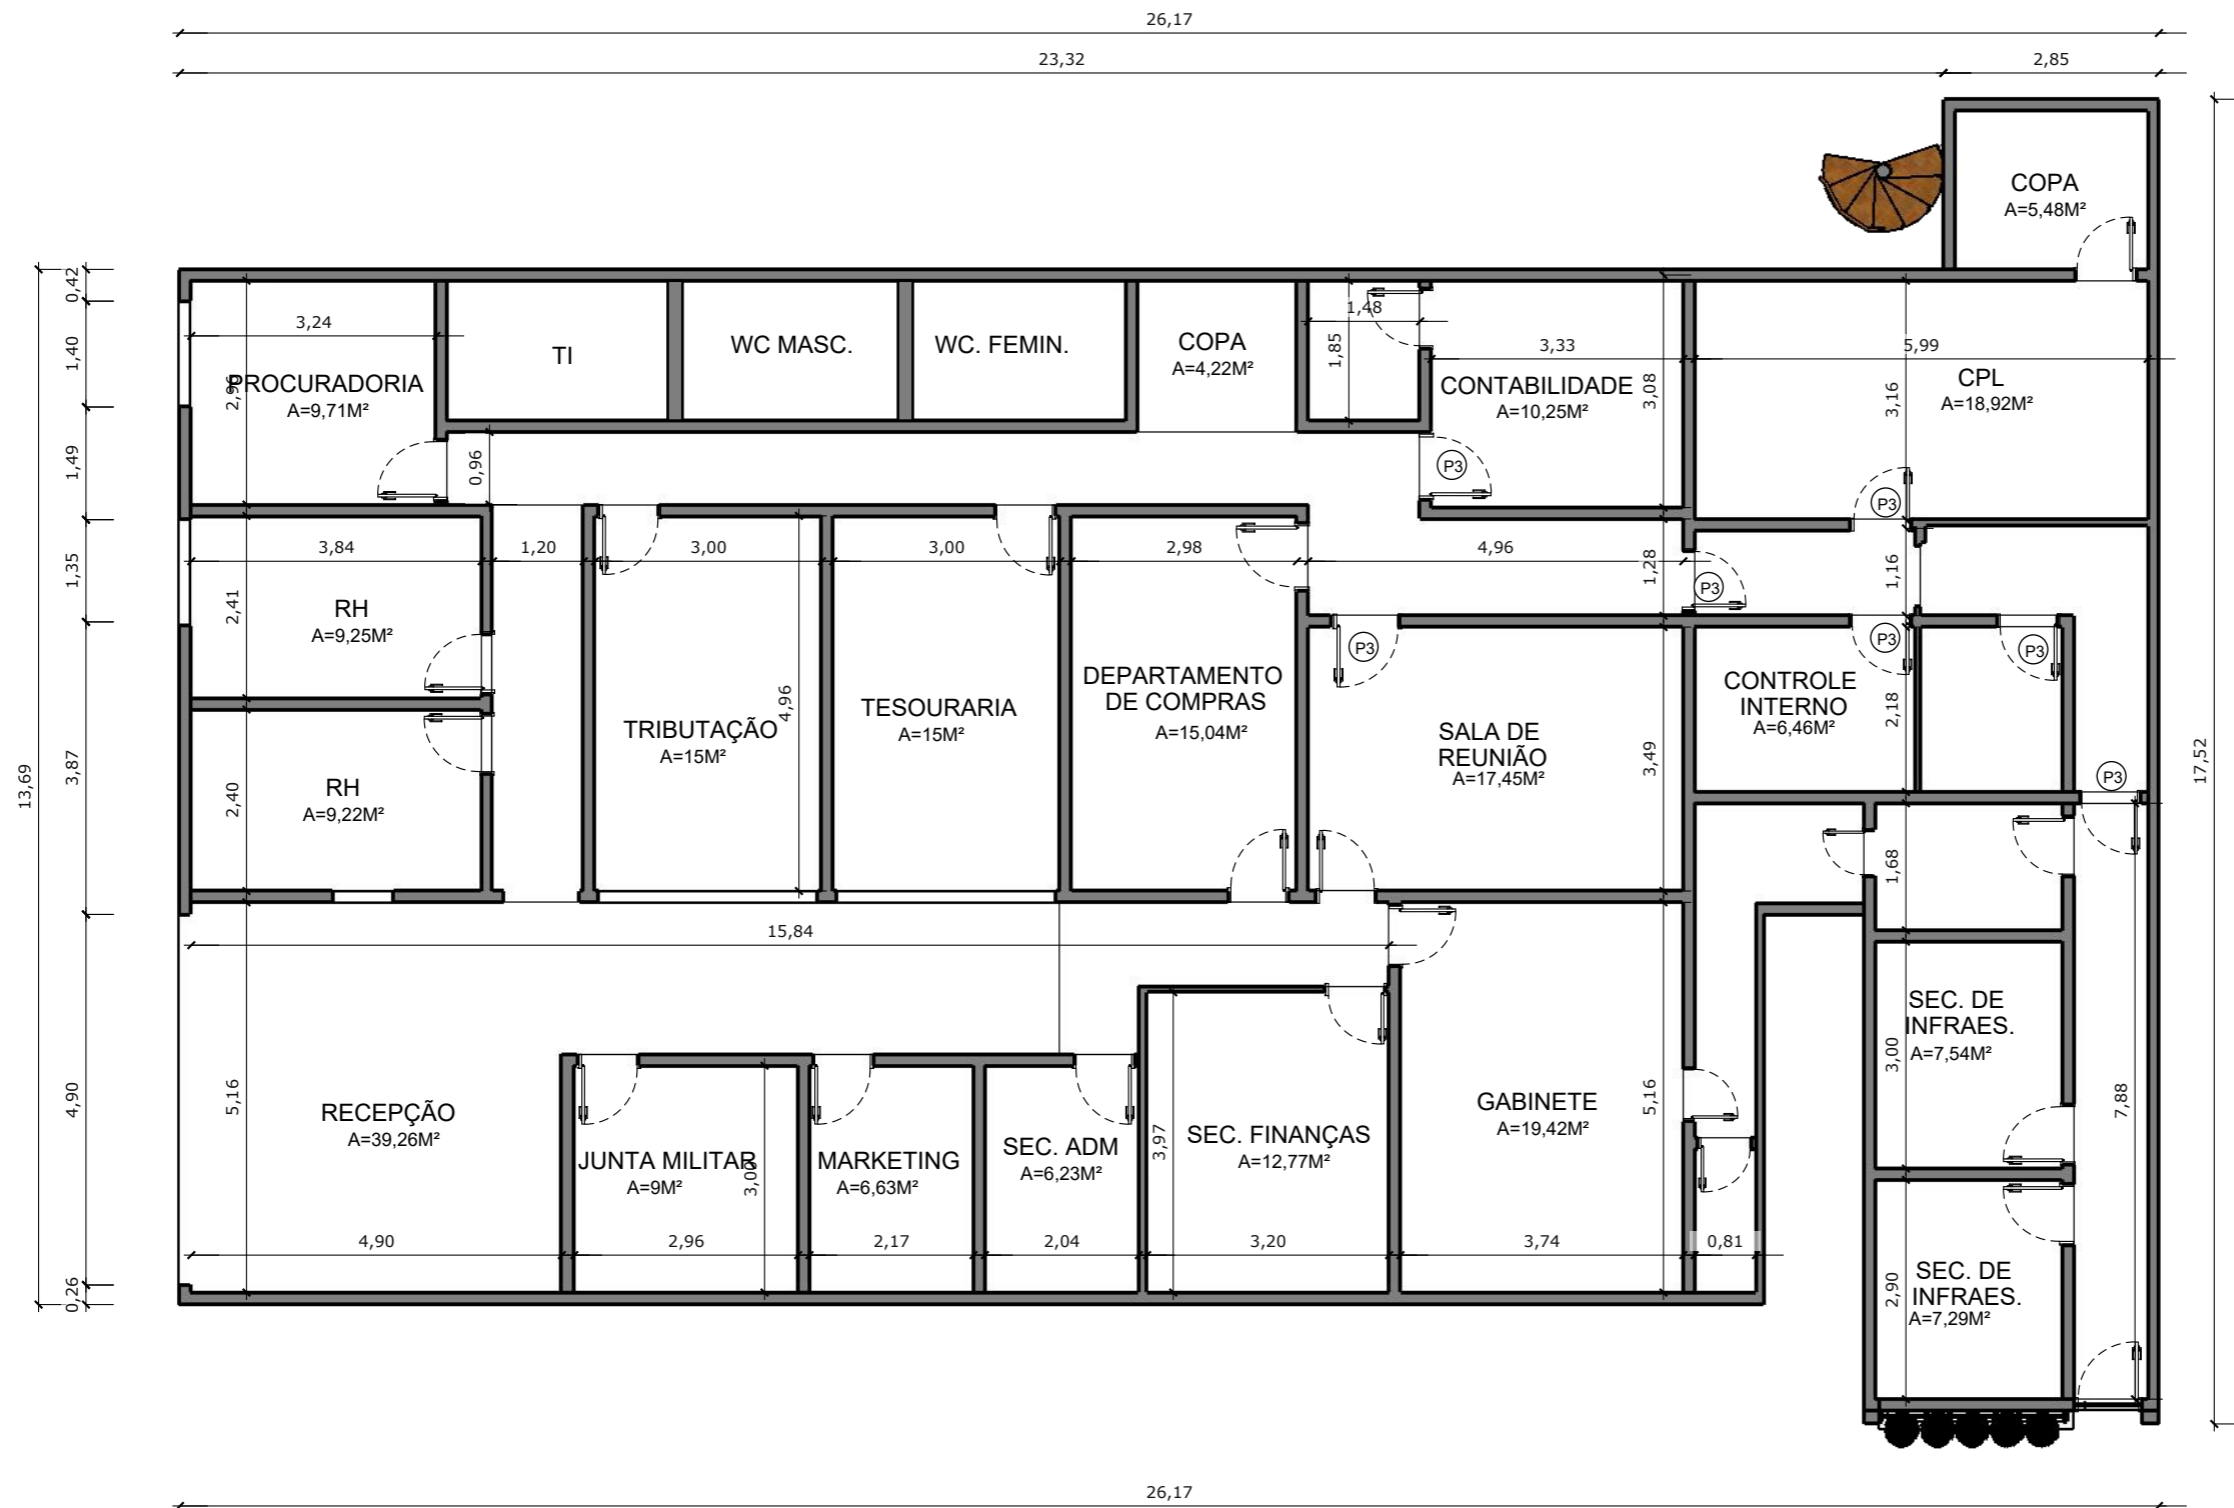 26,17
23,32
2,85
COPA
A=5,48M²
0,42
1,40
1,49
1,35
3,87
4,90
0,26
13,69
17,52
3,24
2,96
PROCURADORIA
A=9,71M²
TI
WC MASC.
WC. FEMIN.
COPA
A=4,22M²
1,48
1,85
3,33
CONTABILIDADE
A=10,25M²
3,08
5,99
CPL
A=18,92M²
3,16
0,96
P3
P3
3,84
1,20
3,00
3,00
2,98
4,96
1,28
1,16
P3
RH
A=9,25M²
2,41
P3
P3
P3
DEPARTAMENTO
DE COMPRAS
A=15,04M²
CONTROLE
INTERNO
A=6,46M²
2,18
TRIBUTAÇÃO
A=15M²
4,96
TESOURARIA
A=15M²
SALA DE
REUNIÃO
A=17,45M²
3,49
RH
A=9,22M²
2,40
P3
1,68
15,84
SEC. DE
INFRAES.
A=7,54M²
3,00
RECEPÇÃO
A=39,26M²
5,16
JUNTA MILITAR
A=9M²
3,00
MARKETING
A=6,63M²
SEC. ADM
A=6,23M²
SEC. FINANÇAS
A=12,77M²
3,97
GABINETE
A=19,42M²
5,16
7,88
4,90
2,96
2,17
2,04
3,20
3,74
0,81
SEC. DE
INFRAES.
A=7,29M²
2,90
26,17